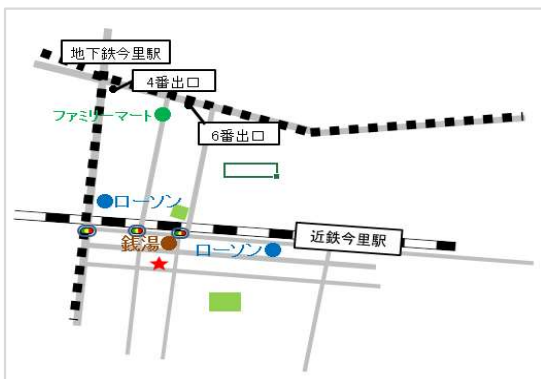 地下鉄今里駅
4番出口
ファミリーマート
6番出口
ローソン
銭湯
ローソン
近鉄今里駅